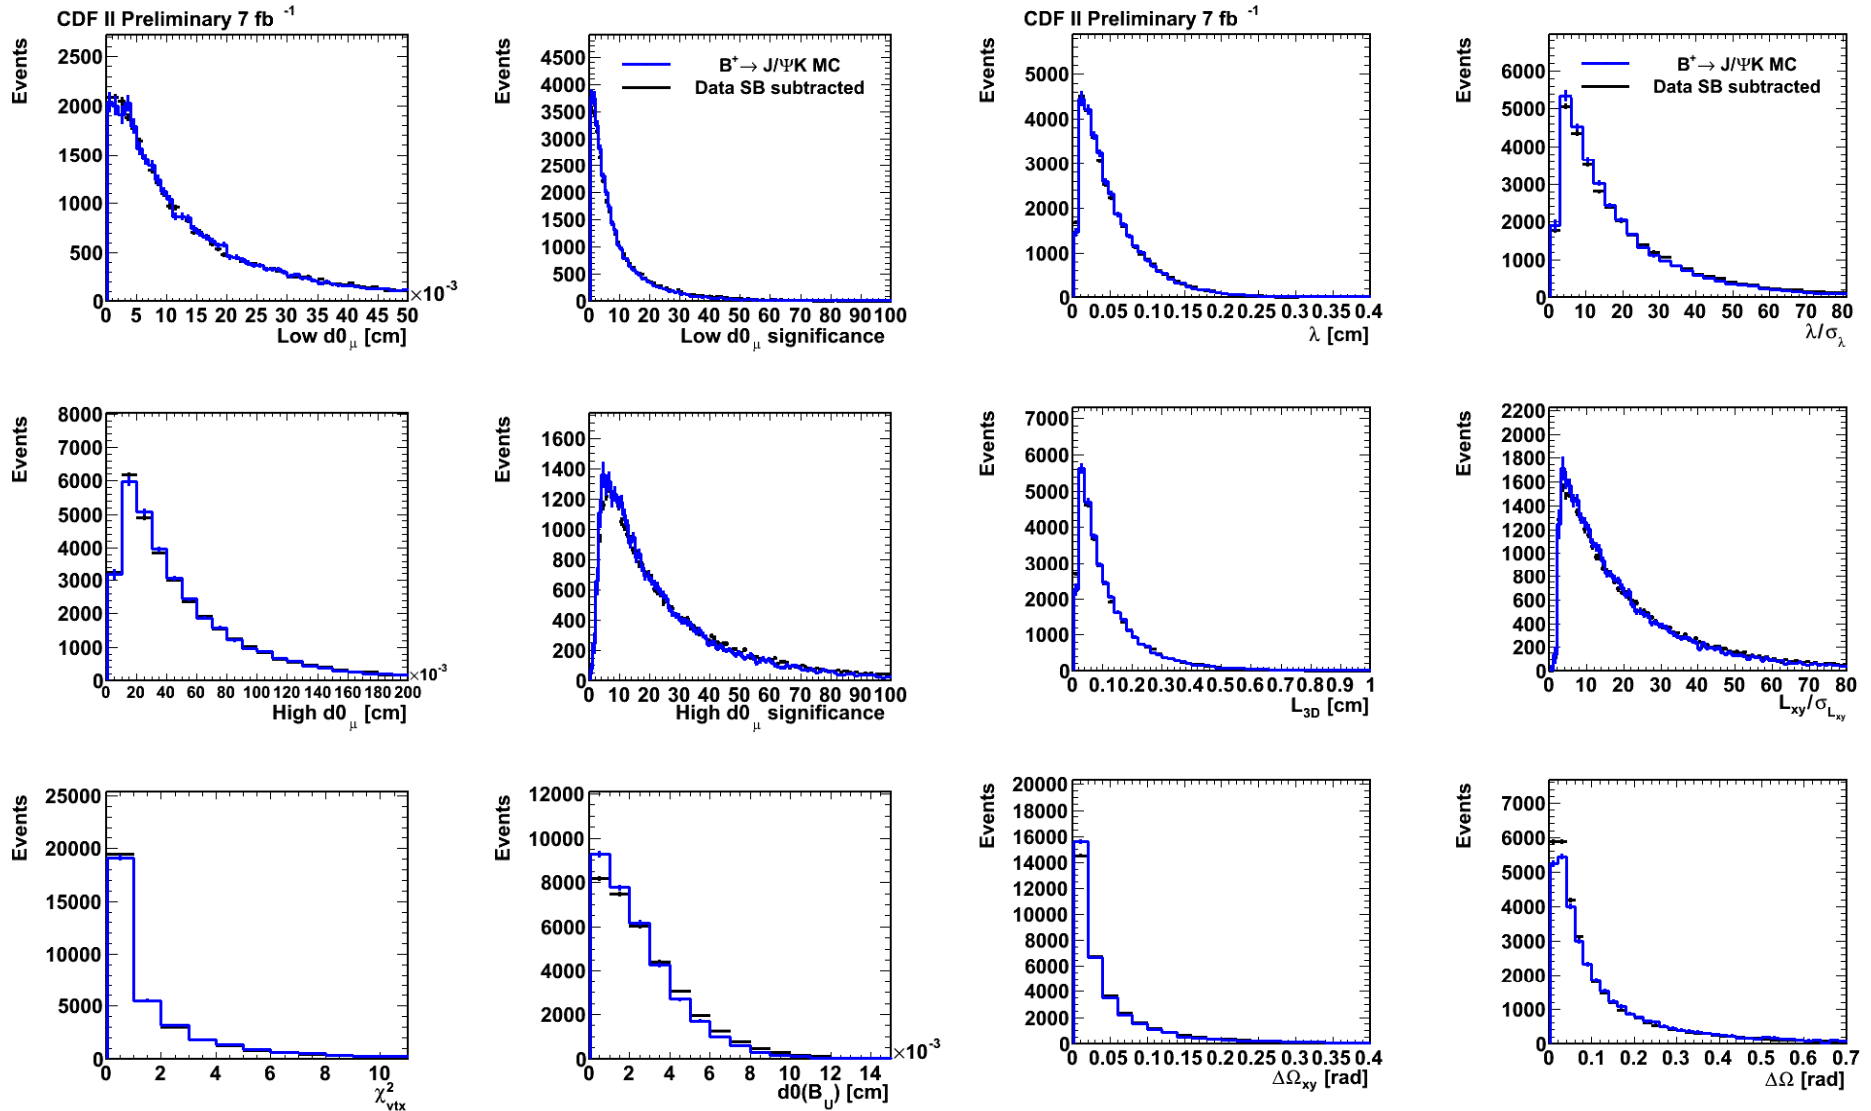 CDF II Preliminary 7 fb⁻¹
Events
2500
2000
1500
1000
500
0
0 5 10 15 20 25 30 35 40 45 50
×10⁻³
Low d0_μ [cm]
Events
4500
4000
3500
3000
2500
2000
1500
1000
500
0
B⁺→ J/ΨK MC
Data SB subtracted
0 10 20 30 40 50 60 70 80 90 100
Low d0_μ significance
CDF II Preliminary 7 fb⁻¹
Events
5000
4000
3000
2000
1000
0
0 0.05 0.1 0.15 0.2 0.25 0.3 0.35 0.4
λ [cm]
Events
6000
5000
4000
3000
2000
1000
0
B⁺→ J/ΨK MC
Data SB subtracted
0 10 20 30 40 50 60 70 80
λ/σ_λ
Events
8000
7000
6000
5000
4000
3000
2000
1000
0
0 20 40 60 80 100 120 140 160 180 200
×10⁻³
High d0_μ [cm]
Events
1600
1400
1200
1000
800
600
400
200
0
0 10 20 30 40 50 60 70 80 90 100
High d0_μ significance
Events
7000
6000
5000
4000
3000
2000
1000
0
0 0.1 0.2 0.3 0.4 0.5 0.6 0.7 0.8 0.9 1
L_3D [cm]
Events
2200
2000
1800
1600
1400
1200
1000
800
600
400
200
0
0 10 20 30 40 50 60 70 80
L_xy/σ_Lxy
Events
25000
20000
15000
10000
5000
0
0 2 4 6 8 10
χ²_vtx
Events
12000
10000
8000
6000
4000
2000
0
0 2 4 6 8 10 12 14
×10⁻³
d0(B_U) [cm]
Events
20000
18000
16000
14000
12000
10000
8000
6000
4000
2000
0
0 0.05 0.1 0.15 0.2 0.25 0.3 0.35 0.4
ΔΩ_xy [rad]
Events
7000
6000
5000
4000
3000
2000
1000
0
0 0.1 0.2 0.3 0.4 0.5 0.6 0.7
ΔΩ [rad]